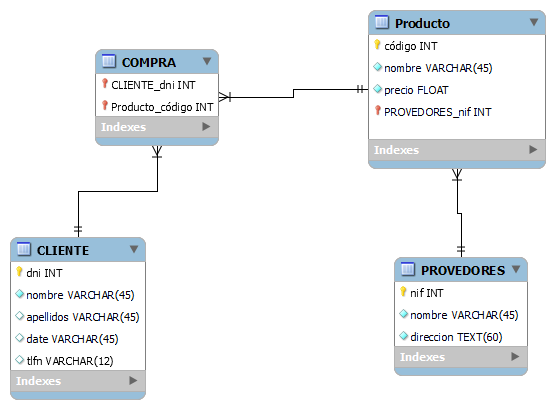 COMPRA
CLIENTE_dni INT
Producto_código INT
Indexes
Producto
código INT
nombre VARCHAR(45)
precio FLOAT
PROVEDORES_nif INT
Indexes
CLIENTE
dni INT
nombre VARCHAR(45)
apellidos VARCHAR(45)
date VARCHAR(45)
tlfn VARCHAR(12)
Indexes
PROVEDORES
nif INT
nombre VARCHAR(45)
direccion TEXT(60)
Indexes